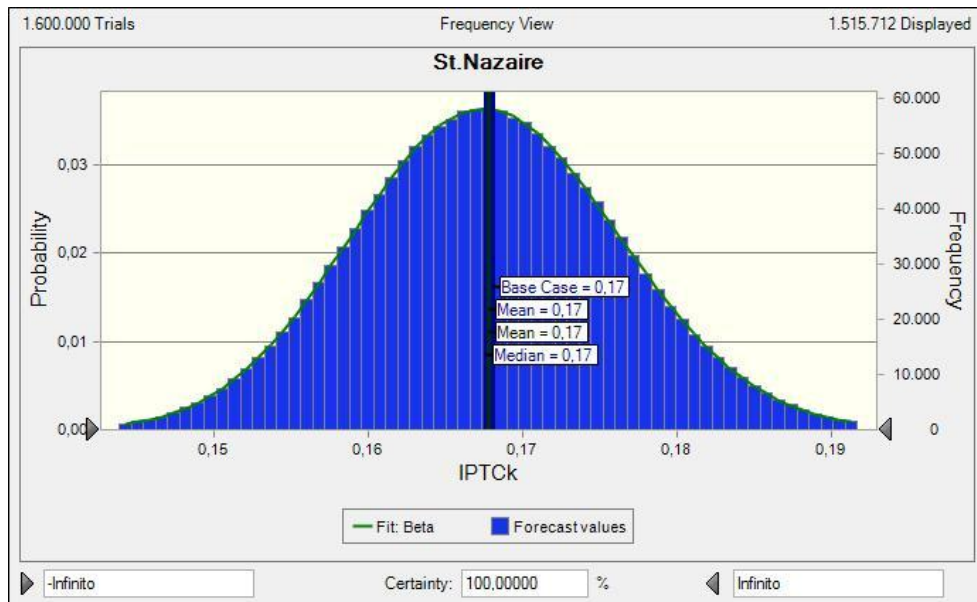 1.600.000 Trials Frequency View 1.515.712 Displayed
St.Nazaire
Probability
0,03
0,02
0,01
0,00
60.000
50.000
40.000
30.000
20.000
10.000
0
Frequency
Base Case = 0,17
Mean = 0,17
Mean = 0,17
Median = 0,17
0,15 0,16 0,17 0,18 0,19
IPTCk
Fit: Beta Forecast values
-Infinito Certainty: 100,00000 % Infinito